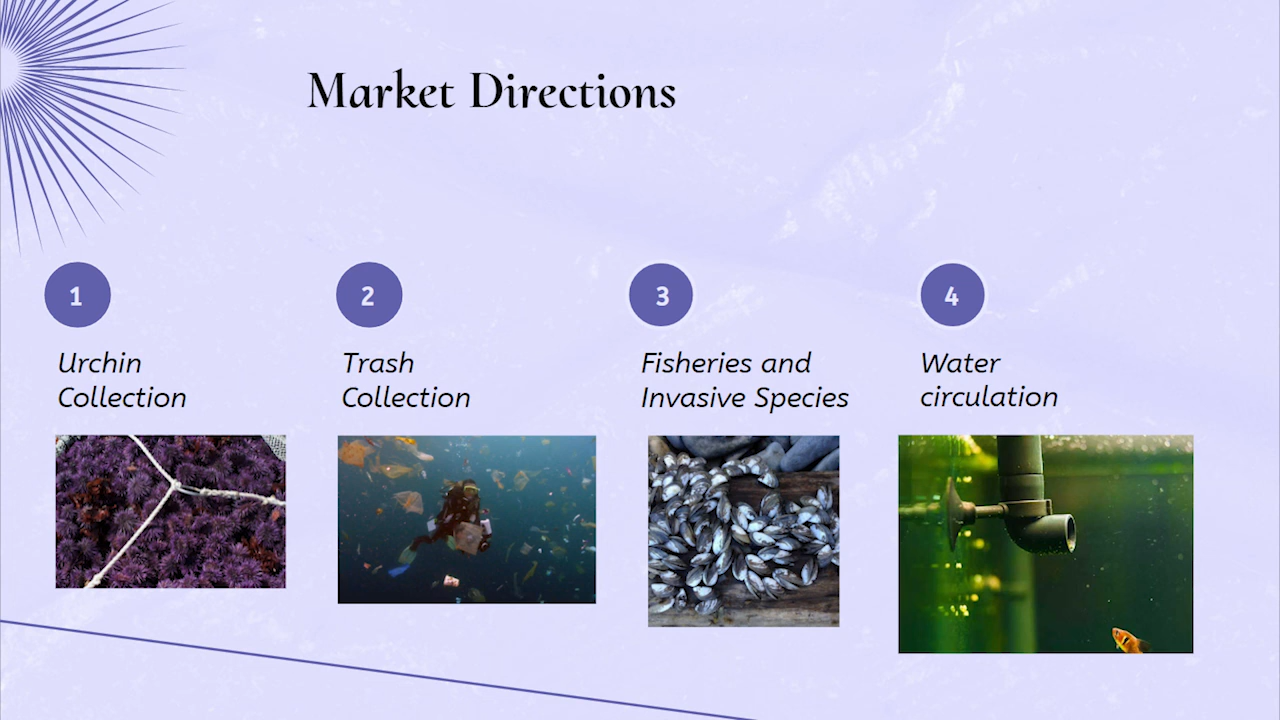 Market Directions
1
Urchin
Collection
2
Trash
Collection
3
Fisheries and
Invasive Species
4
Water
circulation